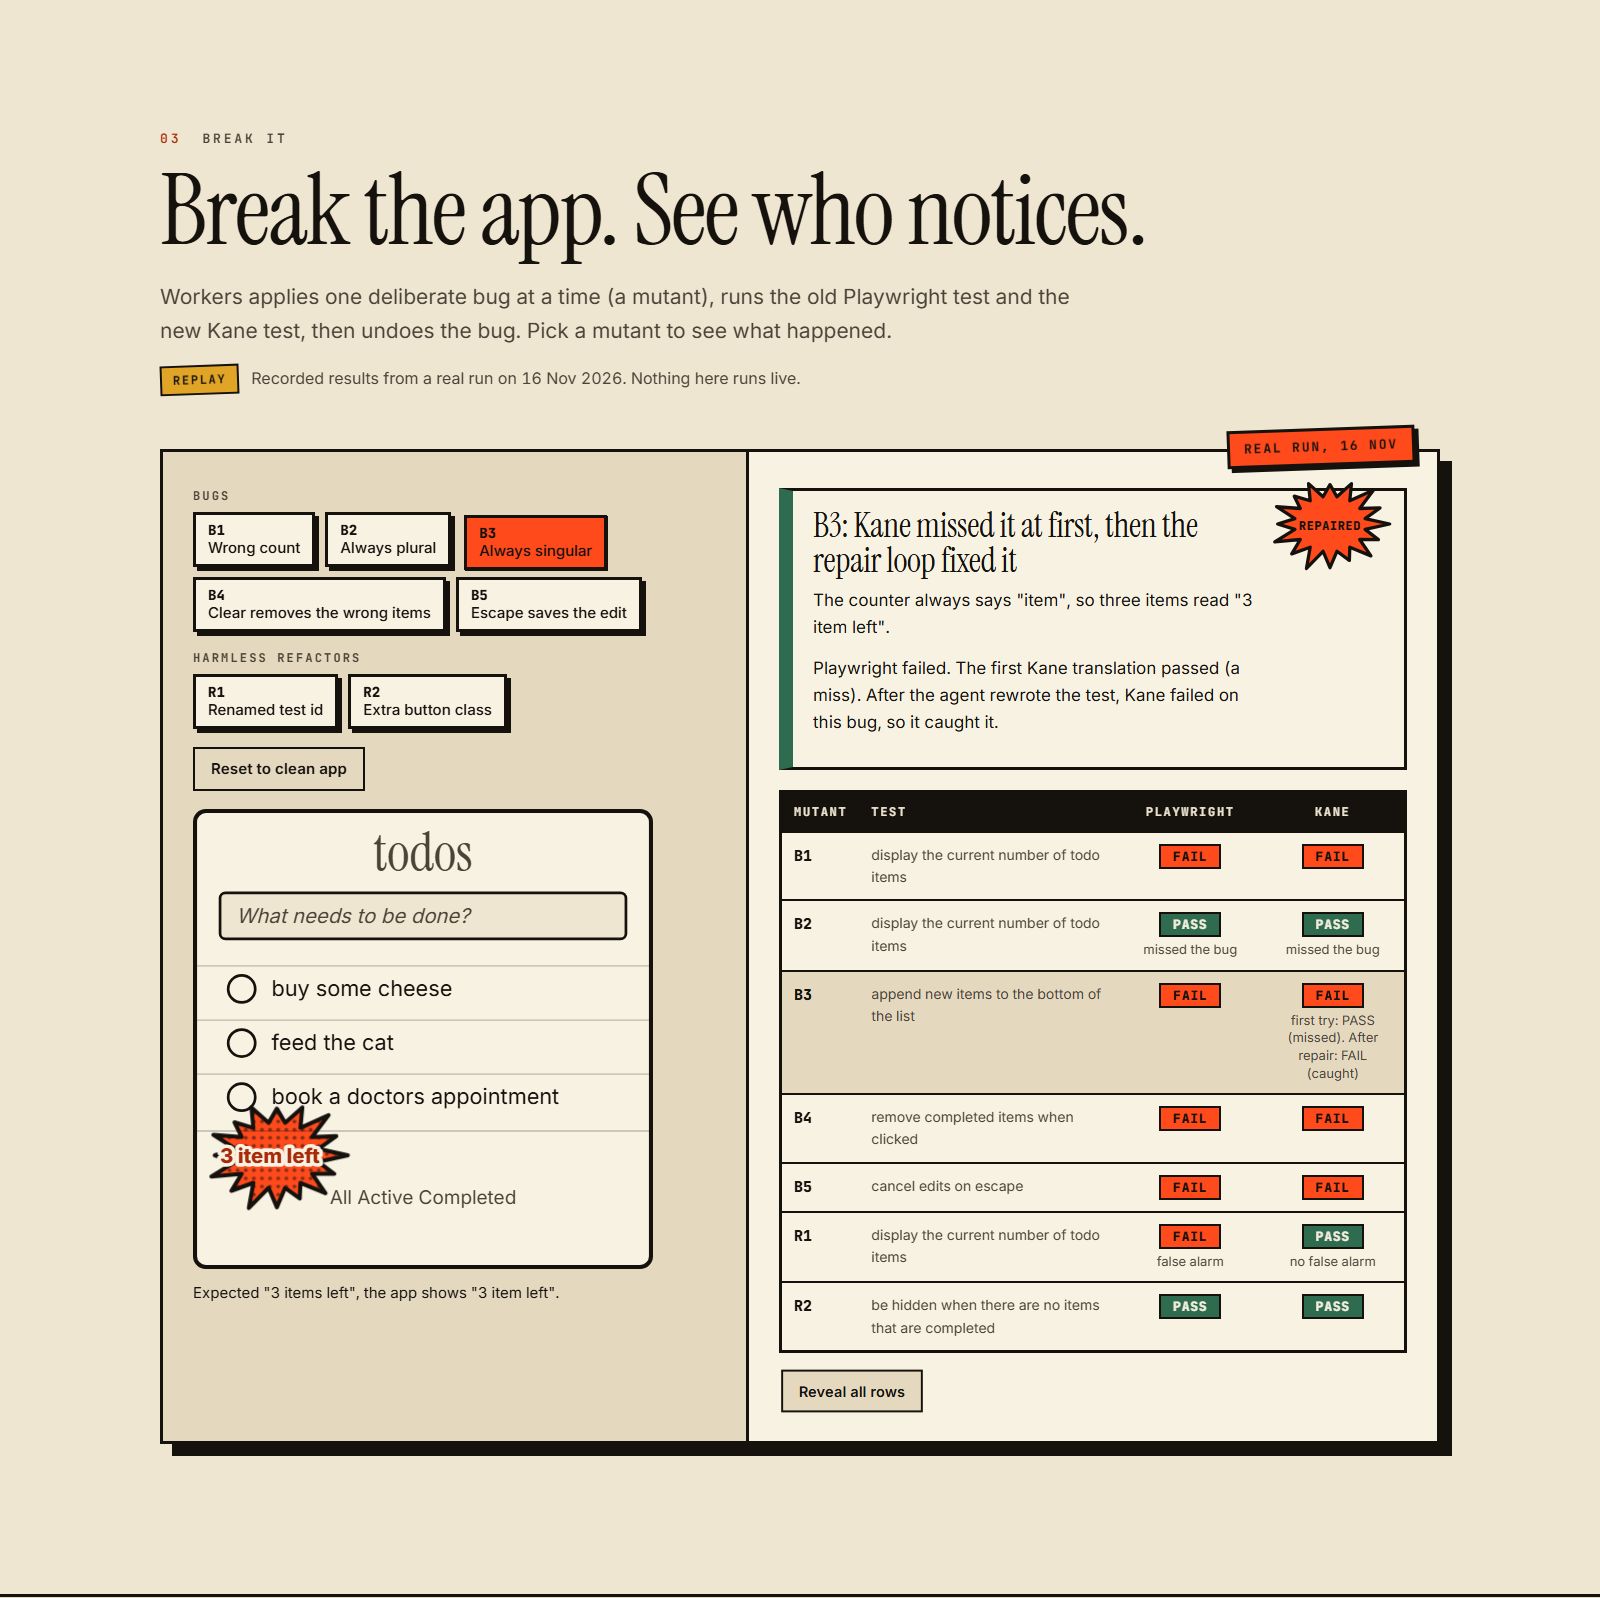 03 BREAK IT
Break the app. See who notices.
Workers applies one deliberate bug at a time (a mutant), runs the old Playwright test and the
new Kane test, then undoes the bug. Pick a mutant to see what happened.
REPLAY Recorded results from a real run on 16 Nov 2026. Nothing here runs live.
REAL RUN, 16 NOV
BUGS
B1
Wrong count
B2
Always plural
B3
Always singular
B4
Clear removes the wrong items
B5
Escape saves the edit
HARMLESS REFACTORS
R1
Renamed test id
R2
Extra button class
Reset to clean app
todos
What needs to be done?
buy some cheese
feed the cat
book a doctors appointment
3 item left
All Active Completed
Expected "3 items left", the app shows "3 item left".
B3: Kane missed it at first, then the
repair loop fixed it
REPAIRED
The counter always says "item", so three items read "3
item left".
Playwright failed. The first Kane translation passed (a
miss). After the agent rewrote the test, Kane failed on
this bug, so it caught it.
MUTANT TEST PLAYWRIGHT KANE
B1 display the current number of todo FAIL FAIL
items
B2 display the current number of todo PASS PASS
items missed the bug missed the bug
B3 append new items to the bottom of FAIL FAIL
the list first try: PASS
(missed). After
repair: FAIL
(caught)
B4 remove completed items when FAIL FAIL
clicked
B5 cancel edits on escape FAIL FAIL
R1 display the current number of todo FAIL PASS
items false alarm no false alarm
R2 be hidden when there are no items PASS PASS
that are completed
Reveal all rows